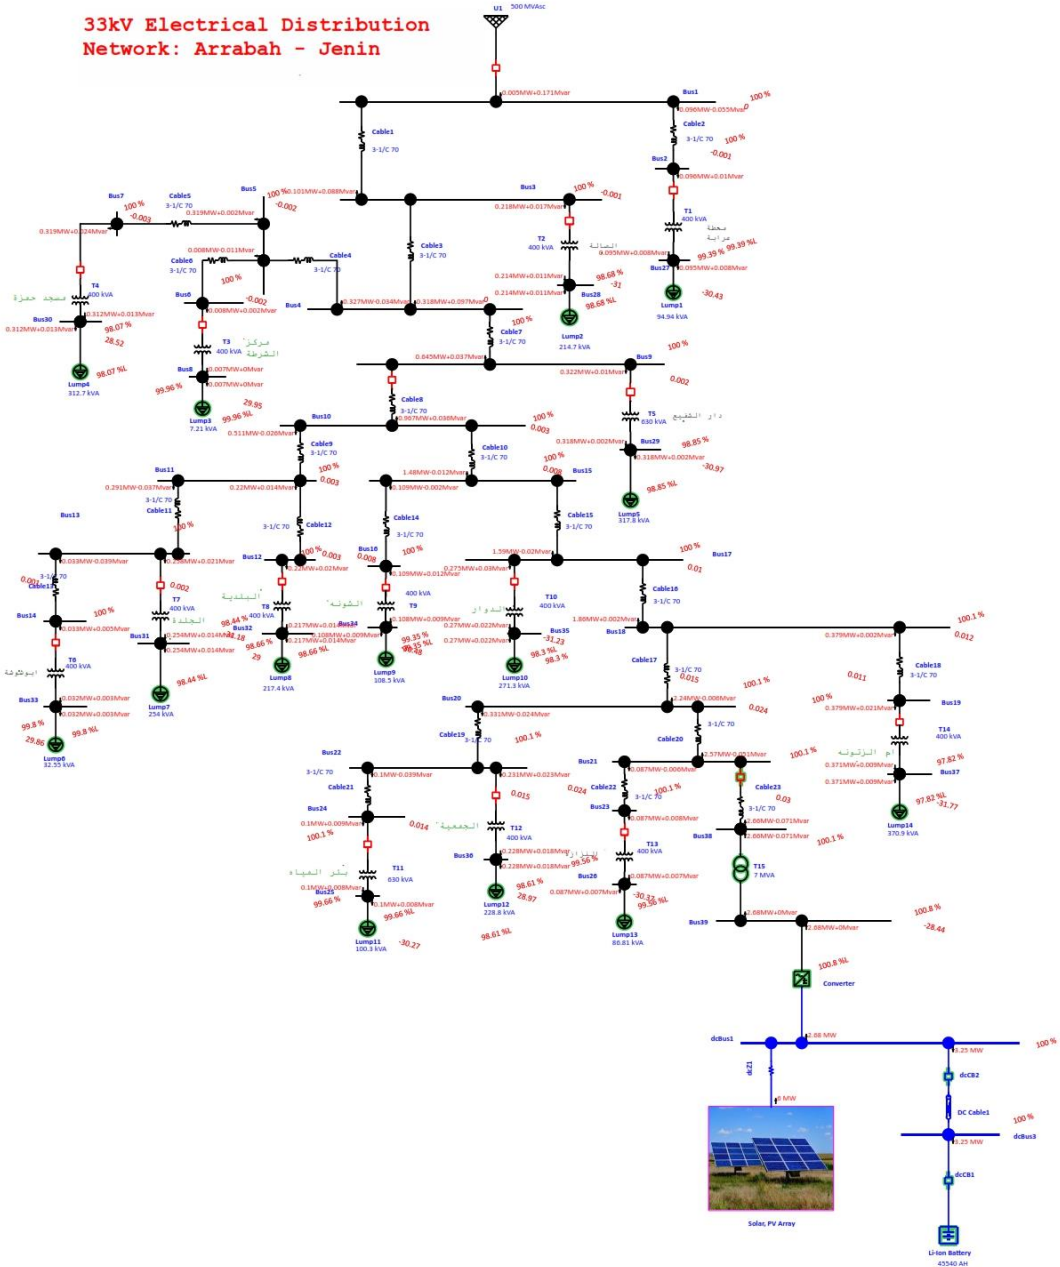 33kV Electrical Distribution
Network: Arrabah - Jenin
U1
500 MVAsc
0.005MW+0.171Mvar
Bus1
100 %
0
0.096MW-0.055Mvar
Cable1
3-1/C 70
Cable2
3-1/C 70
100 %
-0.001
Bus2
0.096MW+0.01Mvar
Bus7
100 %
-0.003
Cable5
3-1/C 70
0.319MW+0.002Mvar
Bus5
100 %
-0.002
0.101MW+0.088Mvar
Bus3
100 %
-0.001
0.218MW+0.017Mvar
T1
400 kVA
محطة
عرابة
T2
400 kVA
الصالة
0.095MW+0.008Mvar
99.39 %
99.39 %L
Bus27
0.095MW+0.008Mvar
-30.43
Lump1
94.94 kVA
0.319MW+0.024Mvar
0.008MW-0.011Mvar
Cable6
3-1/C 70
Cable4
3-1/C 70
Cable3
3-1/C 70
100 %
-0.002
Bus6
0.008MW+0.002Mvar
Bus4
0.327MW-0.034Mvar
0.318MW+0.097Mvar
0
100 %
0.214MW+0.011Mvar
98.68 %
-31
0.214MW+0.011Mvar
Bus28
98.68 %L
Lump2
214.7 kVA
T4
400 kVA
مسجد حمزة
Bus30
0.312MW+0.013Mvar
0.312MW+0.013Mvar
98.07 %
28.52
98.07 %L
Lump4
312.7 kVA
T3
400 kVA
مركز
الشرطة
Bus8
0.007MW+0Mvar
0.007MW+0Mvar
99.96 %
29.95
99.96 %L
Lump3
7.21 kVA
Cable7
3-1/C 70
0.645MW+0.037Mvar
Bus9
100 %
0.322MW+0.01Mvar
0.002
T5
630 kVA
0.318MW+0.002Mvar
98.85 %
Bus29
0.318MW+0.002Mvar
-30.97
98.85 %L
Lump5
317.8 kVA
Cable8
3-1/C 70
0.967MW+0.036Mvar
Bus10
100 %
0.003
0.511MW-0.026Mvar
Cable9
3-1/C 70
Cable10
3-1/C 70
100 %
0.003
1.48MW-0.012Mvar
100 %
0.008
Bus15
Bus11
0.291MW-0.037Mvar
0.22MW+0.014Mvar
0.109MW-0.002Mvar
3-1/C 70
Cable11
100 %
3-1/C 70
Cable12
Cable14
3-1/C 70
Cable15
3-1/C 70
Bus13
0.033MW-0.039Mvar
0.258MW+0.021Mvar
Bus12
100 %
0.003
0.22MW+0.02Mvar
Bus16
0.008
100 %
0.109MW+0.012Mvar
1.59MW-0.02Mvar
0.275MW+0.03Mvar
Bus17
100 %
0.01
0.001
3-1/C 70
Cable13
Bus14
100 %
0.033MW+0.005Mvar
0.002
T7
400 kVA
الجلدة
0.254MW+0.014Mvar
Bus31
0.254MW+0.014Mvar
98.44 %
-31.18
98.44 %L
Lump7
254 kVA
T6
400 kVA
Bus33
0.032MW+0.003Mvar
0.032MW+0.003Mvar
99.8 %
29.86
99.8 %L
Lump6
32.55 kVA
البلدية
T8
400 kVA
Bus32
0.217MW+0.014Mvar
0.217MW+0.014Mvar
98.66 %
29
98.66 %L
Lump8
217.4 kVA
الشونه
400 kVA
T9
Bus34
0.108MW+0.009Mvar
0.108MW+0.009Mvar
99.35 %
99.35 %L
Lump9
108.5 kVA
الدوار
T10
400 kVA
0.27MW+0.022Mvar
0.27MW+0.022Mvar
Bus35
-31.23
98.3 %L
98.3 %
Lump10
271.3 kVA
Cable16
3-1/C 70
1.86MW+0.002Mvar
Bus18
0.379MW+0.002Mvar
100.1 %
0.012
Cable17
3-1/C 70
0.015
100.1 %
0.024
Cable18
3-1/C 70
0.011
100 %
Bus19
0.379MW+0.021Mvar
T14
400 kVA
ام الزتونه
0.371MW+0.009Mvar
0.371MW+0.009Mvar
97.82 %
Bus37
97.82 %L
-31.77
Lump14
370.9 kVA
Bus20
2.24MW-0.006Mvar
0.331MW-0.024Mvar
Cable19
3-1/C 70
100.1 %
3-1/C 70
Cable20
Bus22
0.1MW-0.039Mvar
0.231MW+0.023Mvar
0.015
3-1/C 70
Cable21
Bus24
0.1MW+0.009Mvar
0.014
100.1 %
بئر المياه
T11
630 kVA
0.1MW+0.008Mvar
Bus25
0.1MW+0.008Mvar
99.66 %
99.66 %L
-30.27
Lump11
100.3 kVA
الجمعية
T12
400 kVA
Bus36
0.228MW+0.018Mvar
0.228MW+0.018Mvar
98.61 %
28.97
98.61 %L
Lump12
228.8 kVA
Bus21
2.57MW-0.051Mvar
0.087MW-0.006Mvar
100.1 %
0.024
Cable22
3-1/C 70
100.1 %
Bus23
0.087MW+0.008Mvar
T13
400 kVA
99.56 %
Bus26
0.087MW+0.007Mvar
0.087MW+0.007Mvar
-30.37
99.56 %L
Lump13
86.81 kVA
Cable23
3-1/C 70
0.03
2.66MW-0.071Mvar
2.66MW-0.071Mvar
Bus38
100.1 %
T15
7 MVA
Bus39
2.68MW+0Mvar
2.68MW+0Mvar
100.8 %
-28.44
100.8 %L
Converter
dcBus1
2.68 MW
3.25 MW
100 %
dcZ1
dcCB2
6 MW
DC Cable1
100 %
dcBus3
3.25 MW
dcCB1
Solar, PV Array
Li-Ion Battery
45540 AH